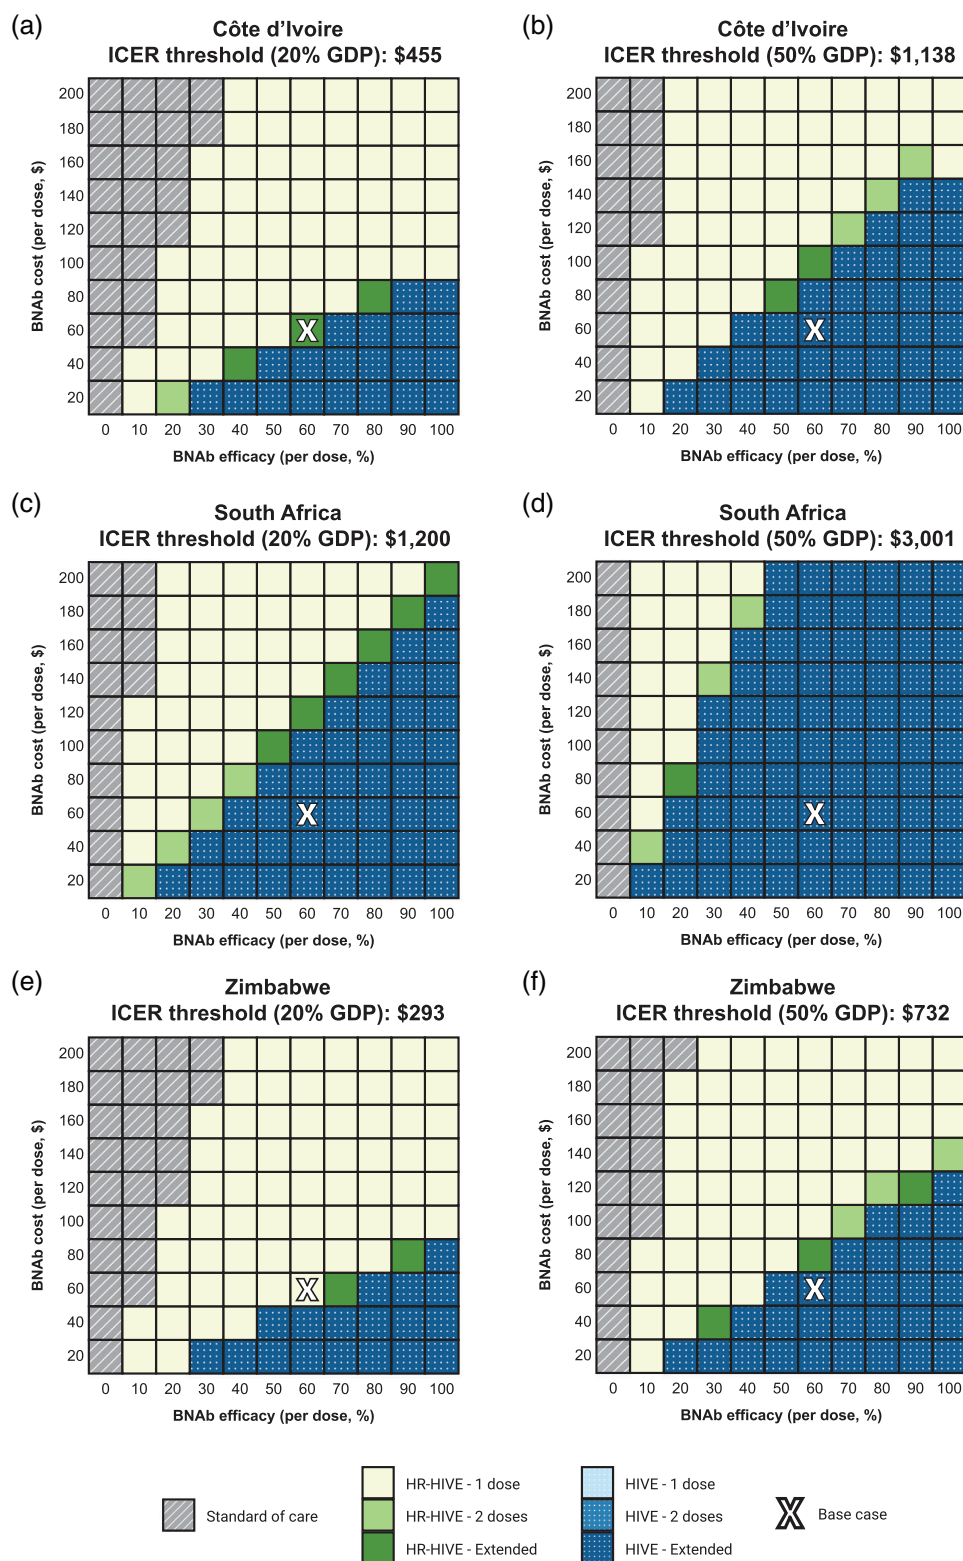 (a)
Côte d'Ivoire
ICER threshold (20% GDP): $455
BNAb cost (per dose, $)
200
180
160
140
120
100
80
60
X
40
20
0 10 20 30 40 50 60 70 80 90 100
BNAb efficacy (per dose, %)
(b)
Côte d'Ivoire
ICER threshold (50% GDP): $1,138
BNAb cost (per dose, $)
200
180
160
140
120
100
80
60
X
40
20
0 10 20 30 40 50 60 70 80 90 100
BNAb efficacy (per dose, %)
(c)
South Africa
ICER threshold (20% GDP): $1,200
BNAb cost (per dose, $)
200
180
160
140
120
100
80
60
X
40
20
0 10 20 30 40 50 60 70 80 90 100
BNAb efficacy (per dose, %)
(d)
South Africa
ICER threshold (50% GDP): $3,001
BNAb cost (per dose, $)
200
180
160
140
120
100
80
60
X
40
20
0 10 20 30 40 50 60 70 80 90 100
BNAb efficacy (per dose, %)
(e)
Zimbabwe
ICER threshold (20% GDP): $293
BNAb cost (per dose, $)
200
180
160
140
120
100
80
60
X
40
20
0 10 20 30 40 50 60 70 80 90 100
BNAb efficacy (per dose, %)
(f)
Zimbabwe
ICER threshold (50% GDP): $732
BNAb cost (per dose, $)
200
180
160
140
120
100
80
60
X
40
20
0 10 20 30 40 50 60 70 80 90 100
BNAb efficacy (per dose, %)
Standard of care
HR-HIVE - 1 dose
HR-HIVE - 2 doses
HR-HIVE - Extended
HIVE - 1 dose
HIVE - 2 doses
HIVE - Extended
X Base case